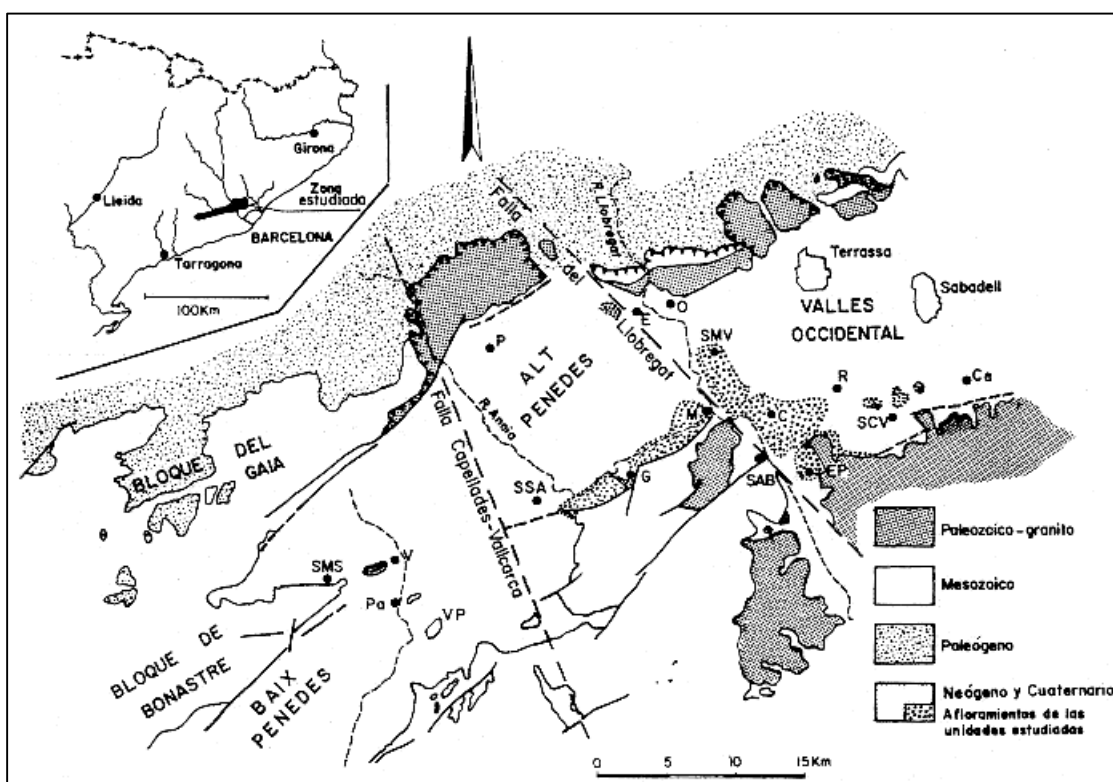 Girona
Lleida
Zona
estudiada
BARCELONA
Tarragona
100Km
Falla
del
Llobregat
R. Llobregat
Terrassa
Sabadell
VALLES
OCCIDENTAL
O
E
SMV
P
ALT
PENEDES
R. Anoia
M
C
R
Ce
SCV
BLOQUE DEL
GAIA
Falla Capellades-Vallcarca
SSA
G
SAB
EP
SMS
V
Pa
VP
BLOQUE DE
BONASTRE
BAIX
PENEDES
Paleozoico-granito
Mesozoico
Paleógeno
Neógeno y Cuaternario
Afloramientos de las
unidades estudiadas
0 5 10 15Km